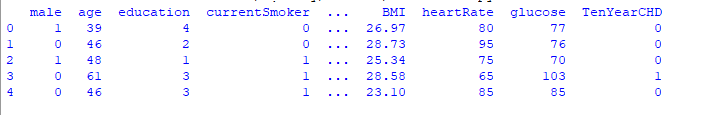 male age education currentSmoker ... BMI heartRate glucose TenYearCHD
0 1 39 4 0 ... 26.97 80 77 0
1 0 46 2 0 ... 28.73 95 76 0
2 1 48 1 1 ... 25.34 75 70 0
3 0 61 3 1 ... 28.58 65 103 1
4 0 46 3 1 ... 23.10 85 85 0